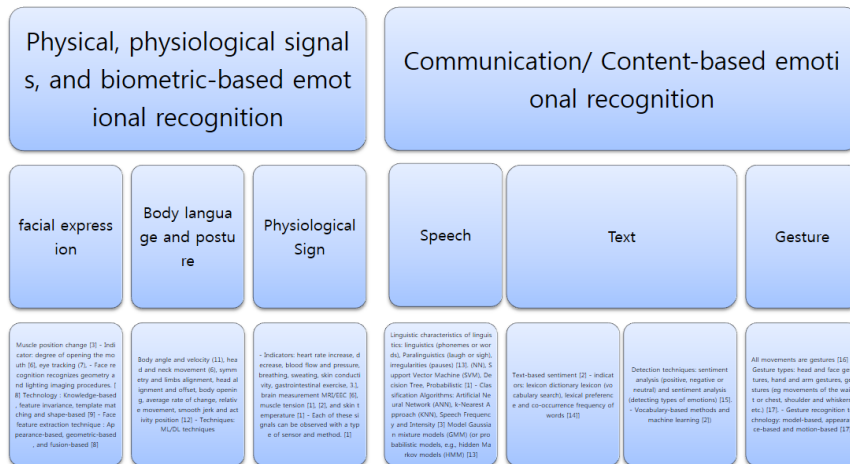 Physical, physiological signal
s, and biometric-based emot
ional recognition
Communication/ Content-based emoti
onal recognition
facial express
ion
Body langua
ge and postu
re
Physiological
Sign
Speech
Text
Gesture
Muscle position change [3] - Indi
cator: degree of opening the mo
uth [6], eye tracking (7), - Face re
cognition recognizes geometry a
nd lighting imaging procedures. [
8] Technology : Knowledge-based
, feature invariance, template mat
ching and shape-based [9] - Face
feature extraction technique : Ap
pearance-based, geometric-based
, and fusion-based [8]
Body angle and velocity (11), hea
d and neck movement (6), symm
etry and limbs alignment, head al
ignment and offset, body openin
g, average rate of change, relativ
e movement, smooth jerk and act
ivity position [12] - Techniques:
ML/DL techniques
- Indicators: heart rate increase, d
ecrease, blood flow and pressure,
breathing, sweating, skin conducti
vity, gastrointestinal exercise, 3.],
brain measurement MRI/EEC [6],
muscle tension [1], [2], and skin t
emperature [1] - Each of these si
gnals can be observed with a typ
e of sensor and method. [1]
Linguistic characteristics of linguis
tics: linguistics (phonemes or wo
rds), Paralinguistics (laugh or sigh),
irregularities (pauses) [13]. (NN), S
upport Vector Machine (SVM), De
cision Tree, Probabilistic [1] - Clas
sification Algorithms: Artificial Ne
ural Network (ANN), k-Nearest A
pproach (KNN), Speech Frequenc
y and Intensity [3] Model Gaussia
n mixture models (GMM) (or pro
babilistic models, e.g., hidden Ma
rkov models (HMM) [13]
Text-based sentiment [2] - indicat
ors: lexicon dictionary lexicon (vo
cabulary search), lexical preferenc
e and co-occurrence frequency of
words [14]]
Detection techniques: sentiment
analysis (positive, negative or
neutral) and sentiment analysis
(detecting types of emotions) [15].
- Vocabulary-based methods and
machine learning [2])
All movements are gestures [16]
Gesture types: head and face ge
tures, hand and arm gestures, ge
stures (eg movements of the wai
t or chest, shoulder and whisker
etc.) [17]. - Gesture recognition t
chnology: model-based, appeara
ce-based and motion-based [17